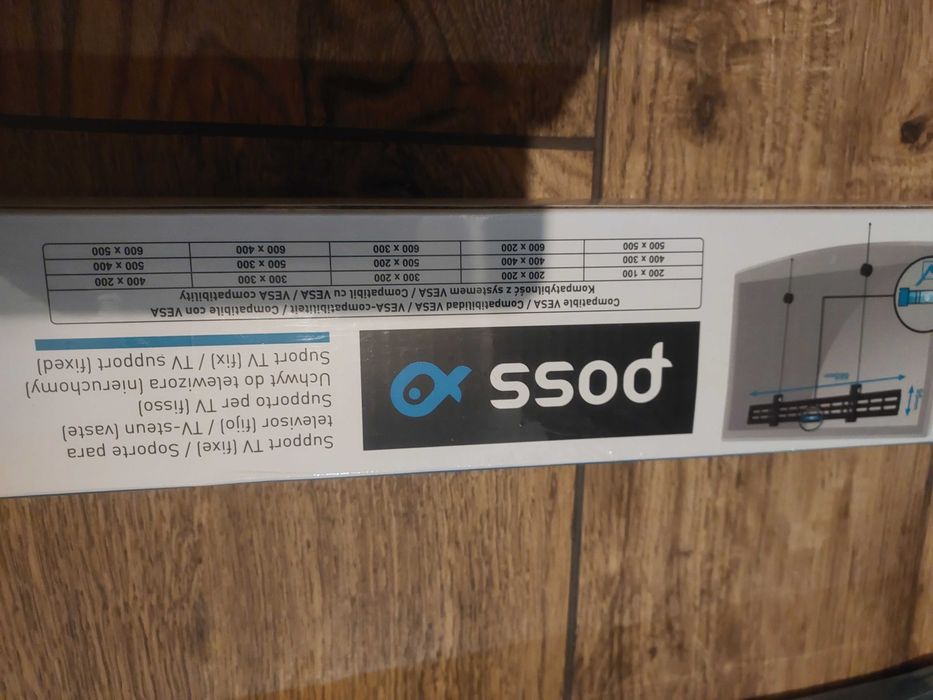 poss
Support TV (fixe) / Soporte para
televisor (fijo) / TV-steun (vaste)
Supporto per TV (fisso)
Uchwyt do telewizora (nieruchomy)
Suport TV (fix) / TV support (fixed)
Compatible VESA / Compatibilidad VESA / VESA-compatibiliteit / Compatibile con VESA
Kompatybilność z systemem VESA / Compatibil cu VESA / VESA compatibility
200 x 100 200 x 200 300 x 200 300 x 300 400 x 200
300 x 400 400 x 400 500 x 200 500 x 300 500 x 400
500 x 500 600 x 200 600 x 300 600 x 400 600 x 500